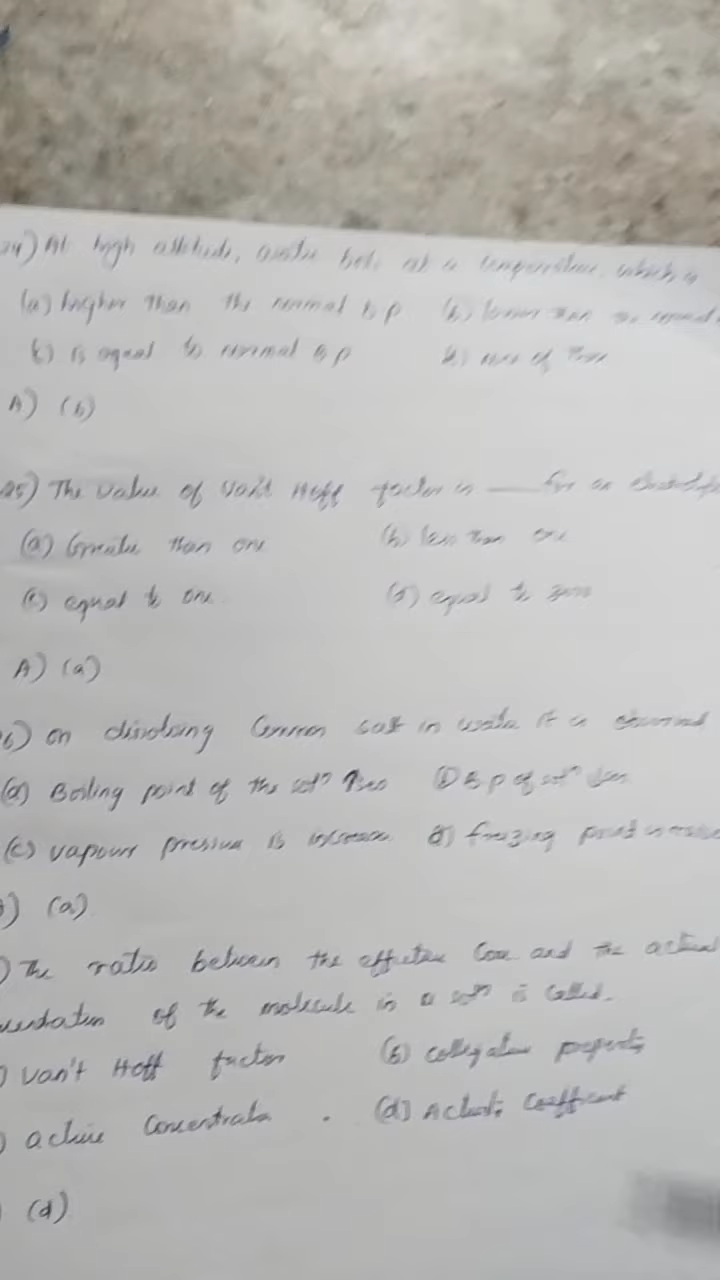 24) At high altitude, water boils at a temperature, which is
(a) higher than the normal b p (b) lower than the normal
(c) is equal to normal b p (d) none of these
A) (b)
25) The value of Van't Hoff factor is — for an
(a) Greater than one (b) less than one
(c) equal to one (d) equal to zero
A) (a)
6) on dissolving Common salt in water it is observed
(a) Boiling point of the solⁿ B p of solⁿ
(c) vapour pressure is increase freezing point
) (a)
) The ratio between the effective Conc and the actual
of the molecule in a solⁿ is called.
) van't Hoff factor (b) colligative property
) active Concentrat (d) Activity Coefficient
(d)